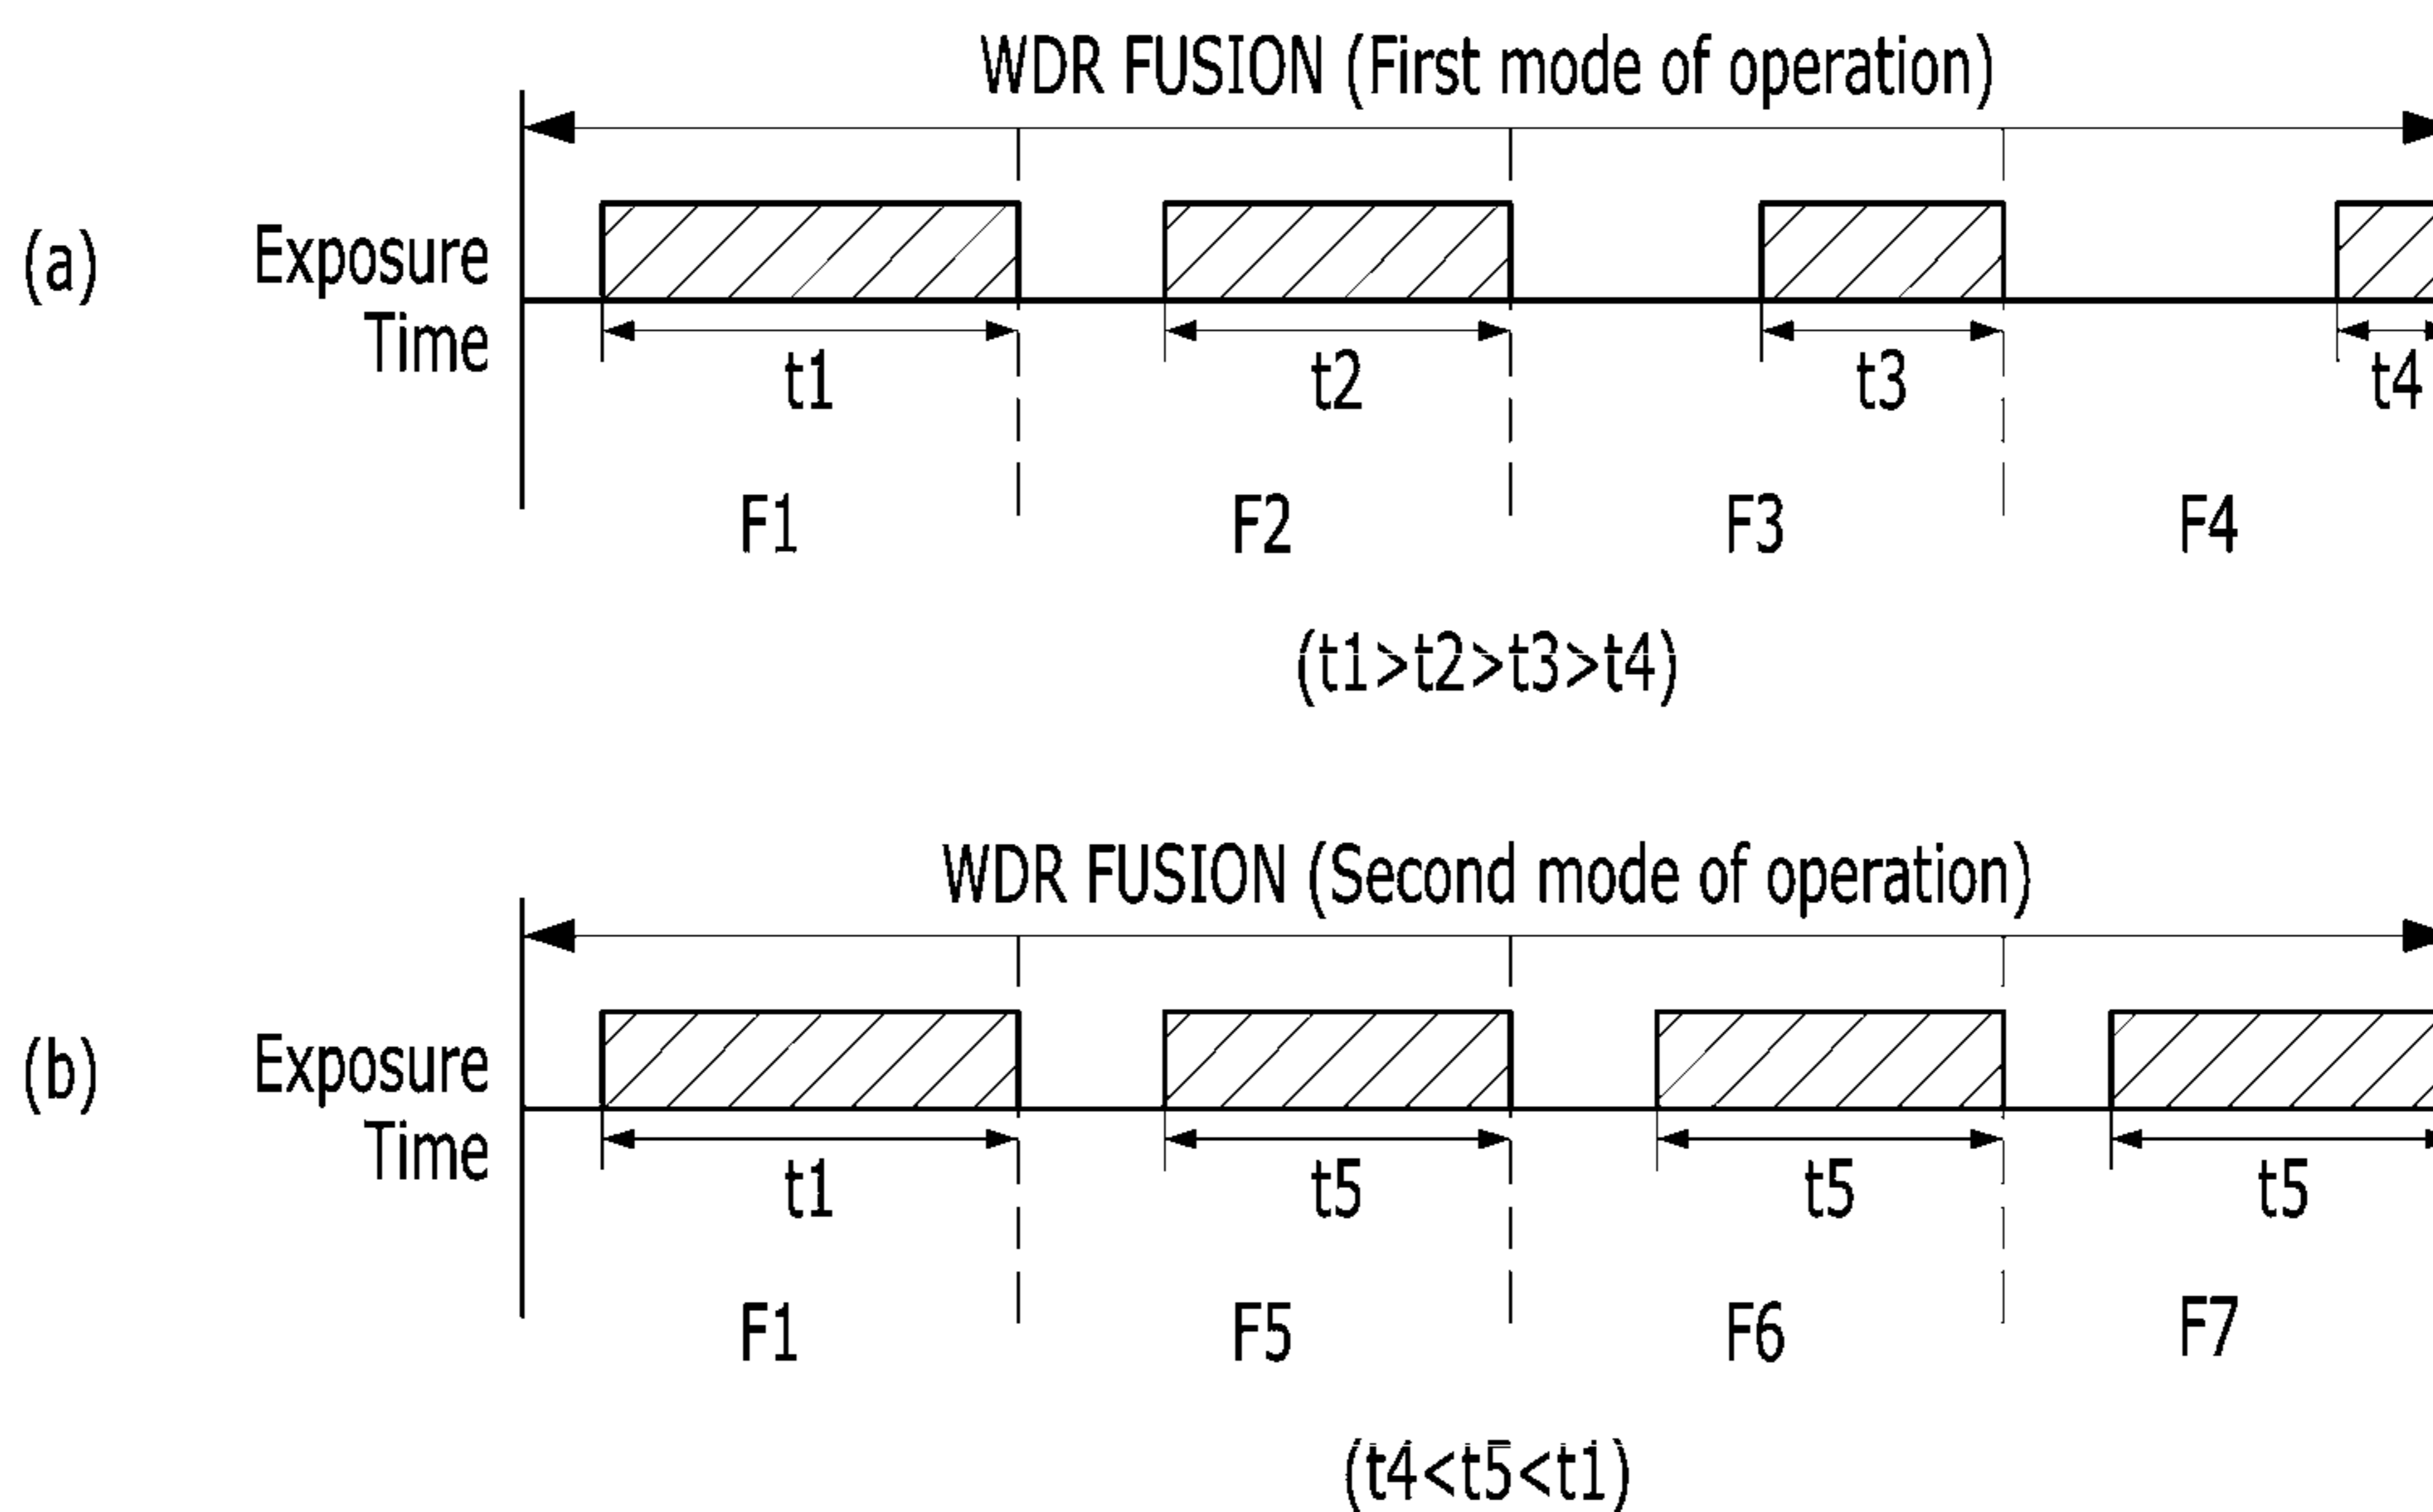 WDR FUSION (First mode of operation)
(a)
Exposure
Time
t1 t2 t3 t4
F1 F2 F3 F4
(t1>t2>t3>t4)
WDR FUSION (Second mode of operation)
(b)
Exposure
Time
t1 t5 t5 t5
F1 F5 F6 F7
(t4<t5<t1)